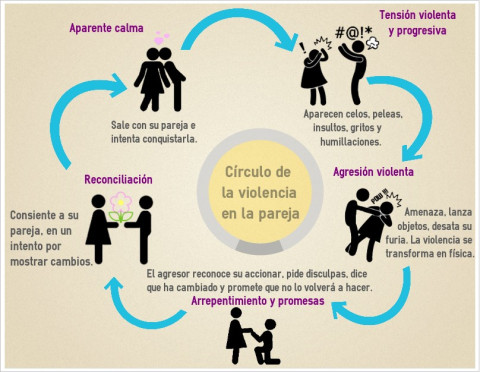 Aparente calma
Sale con su pareja e
intenta conquistarla.
Tensión violenta
y progresiva
#@!*
Aparecen celos, peleas,
insultos, gritos y
humillaciones.
Agresión violenta
POW!!!
Amenaza, lanza
objetos, desata su
furia. La violencia se
transforma en física.
El agresor reconoce su accionar, pide disculpas, dice
que ha cambiado y promete que no lo volverá a hacer.
Arrepentimiento y promesas
Reconciliación
Consiente a su
pareja, en un
intento por
mostrar cambios.
Círculo de
la violencia
en la pareja